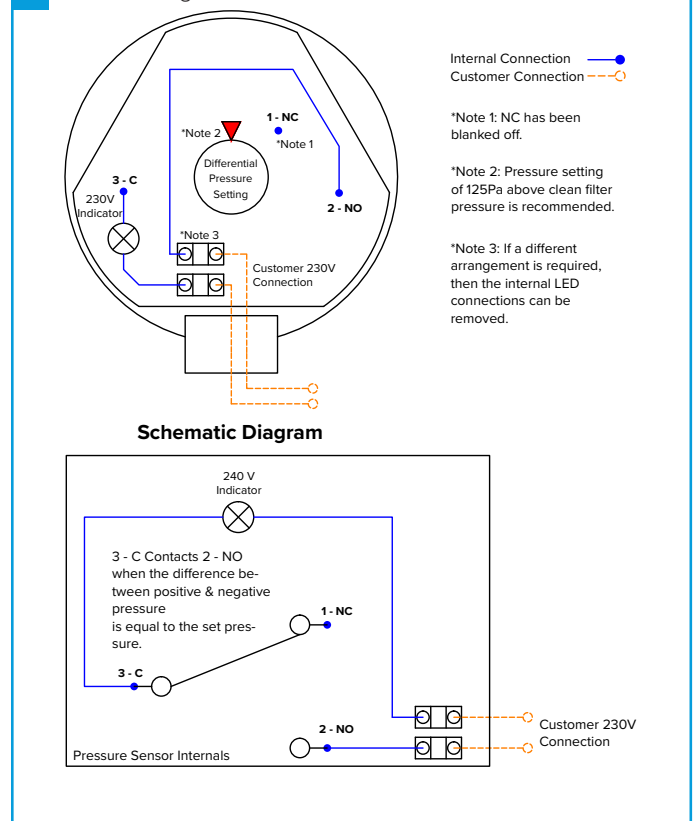 Internal Connection
Customer Connection
*Note 1: NC has been
blanked off.
*Note 2: Pressure setting
of 125Pa above clean filter
pressure is recommended.
*Note 3: If a different
arrangement is required,
then the internal LED
connections can be
removed.
1 - NC
*Note 2
*Note 1
Differential
Pressure
Setting
3 - C
230V
Indicator
2 - NO
*Note 3
Customer 230V
Connection
Schematic Diagram
240 V
Indicator
3 - C Contacts 2 - NO
when the difference be-
tween positive & negative
pressure
is equal to the set pres-
sure.
1 - NC
3 - C
2 - NO
Customer 230V
Connection
Pressure Sensor Internals